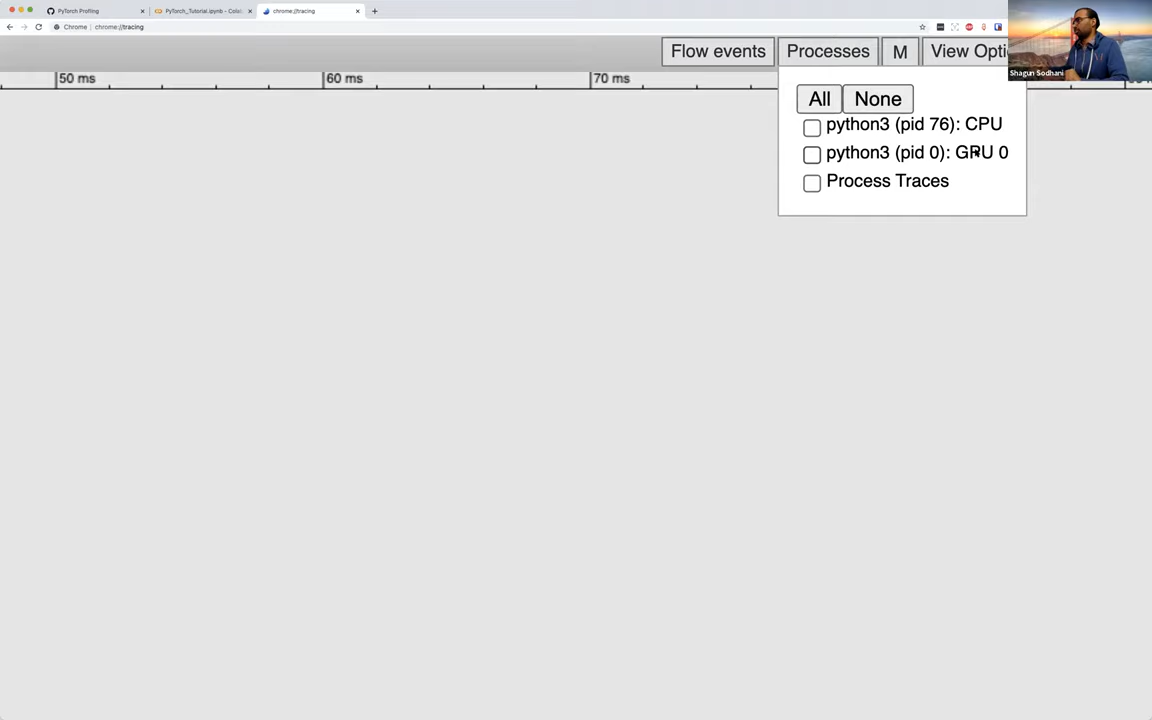 PyTorch Profiling
PyTorch_Tutorial.ipynb - Colab
chrome://tracing
Chrome | chrome://tracing
Flow events
Processes
M
View Opti
50 ms
60 ms
70 ms
All
None
python3 (pid 76): CPU
python3 (pid 0): GPU 0
Process Traces
Shagun Sodhani